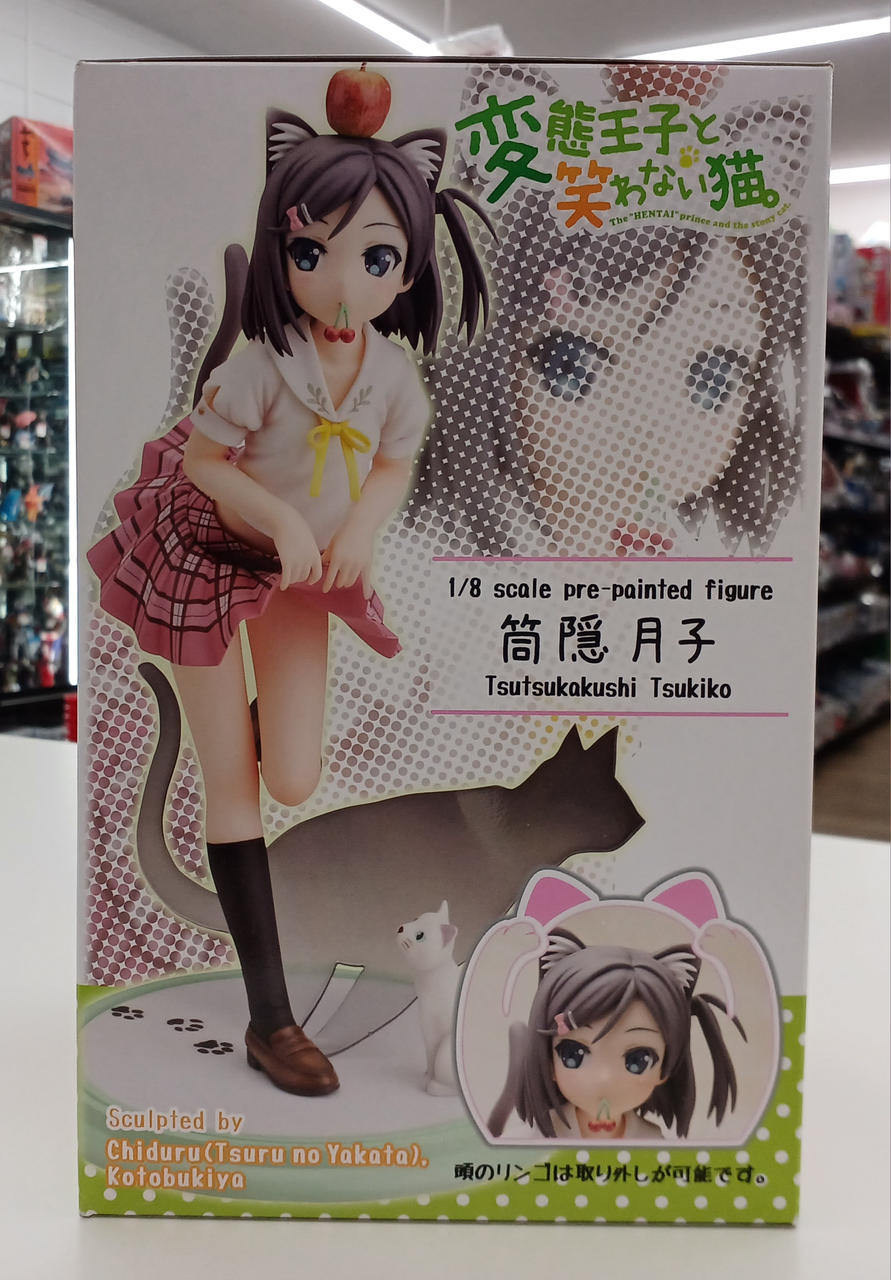 変態王子と
笑わない猫。
The "HENTAI" prince and the stony cat.
1/8 scale pre-painted figure
筒隠 月子
Tsutsukakushi Tsukiko
Sculpted by
Chiduru(Tsuru no Yakata),
Kotobukiya
頭のリンゴは取り外しが可能です。